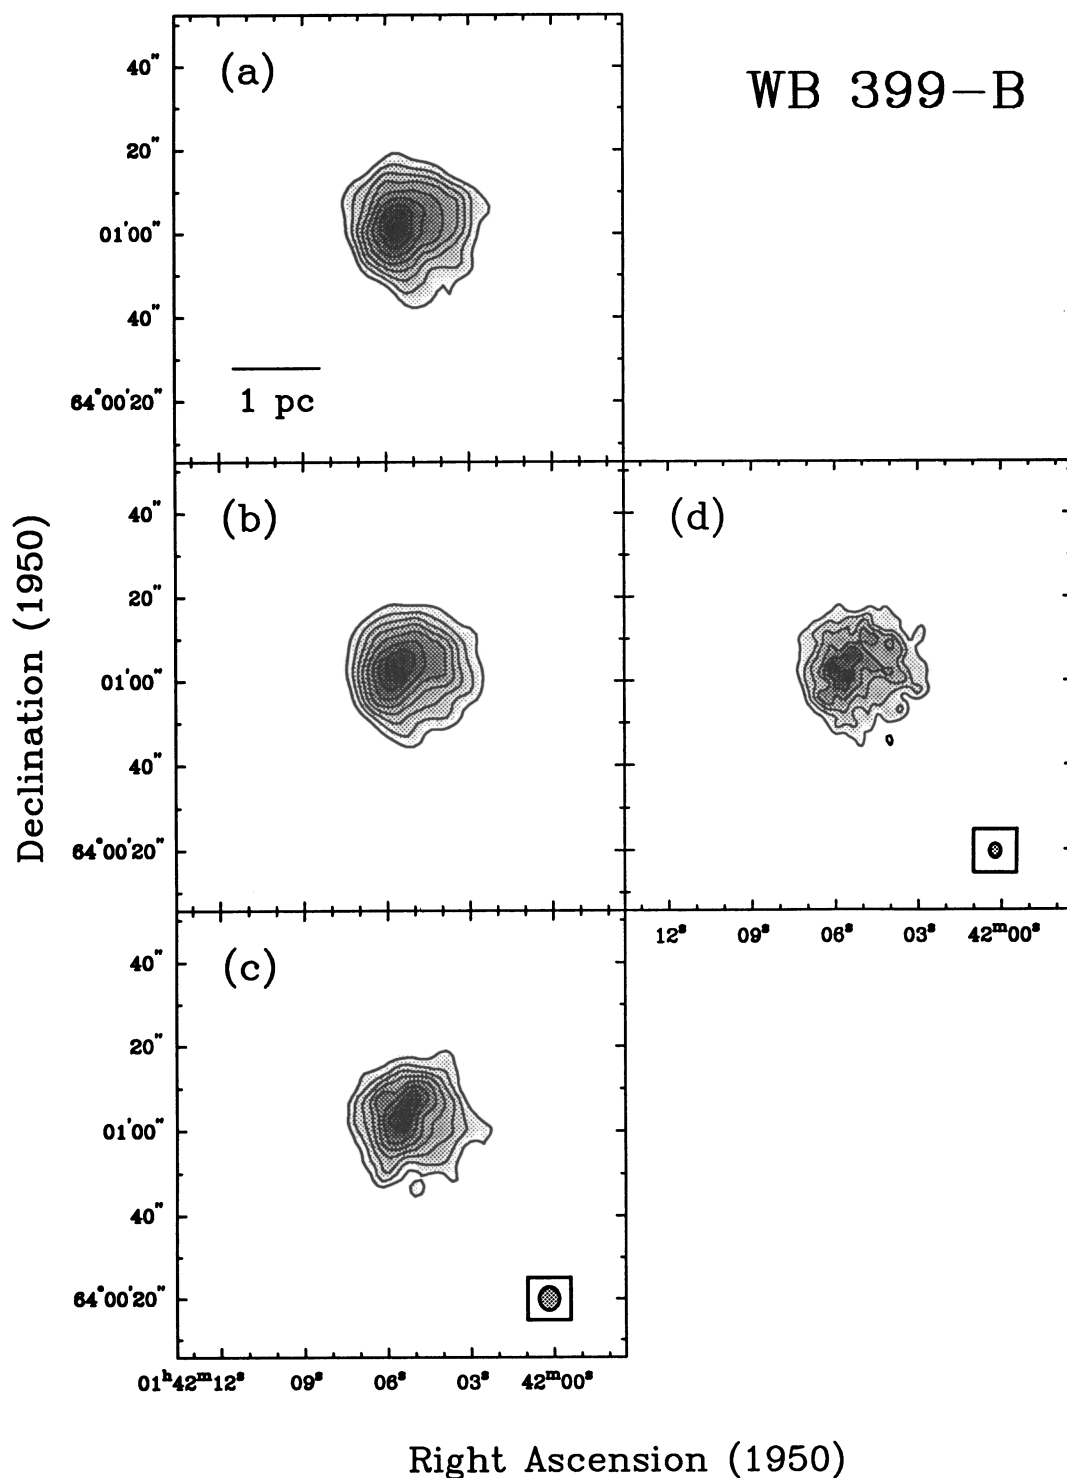 (a)
WB 399-B
40"
20"
01'00"
40"
64°00'20"
1 pc
(b)
(d)
40"
20"
01'00"
40"
64°00'20"
12ˢ 09ˢ 06ˢ 03ˢ 42ᵐ00ˢ
(c)
40"
20"
01'00"
40"
64°00'20"
01ʰ42ᵐ12ˢ 09ˢ 06ˢ 03ˢ 42ᵐ00ˢ
Declination (1950)
Right Ascension (1950)